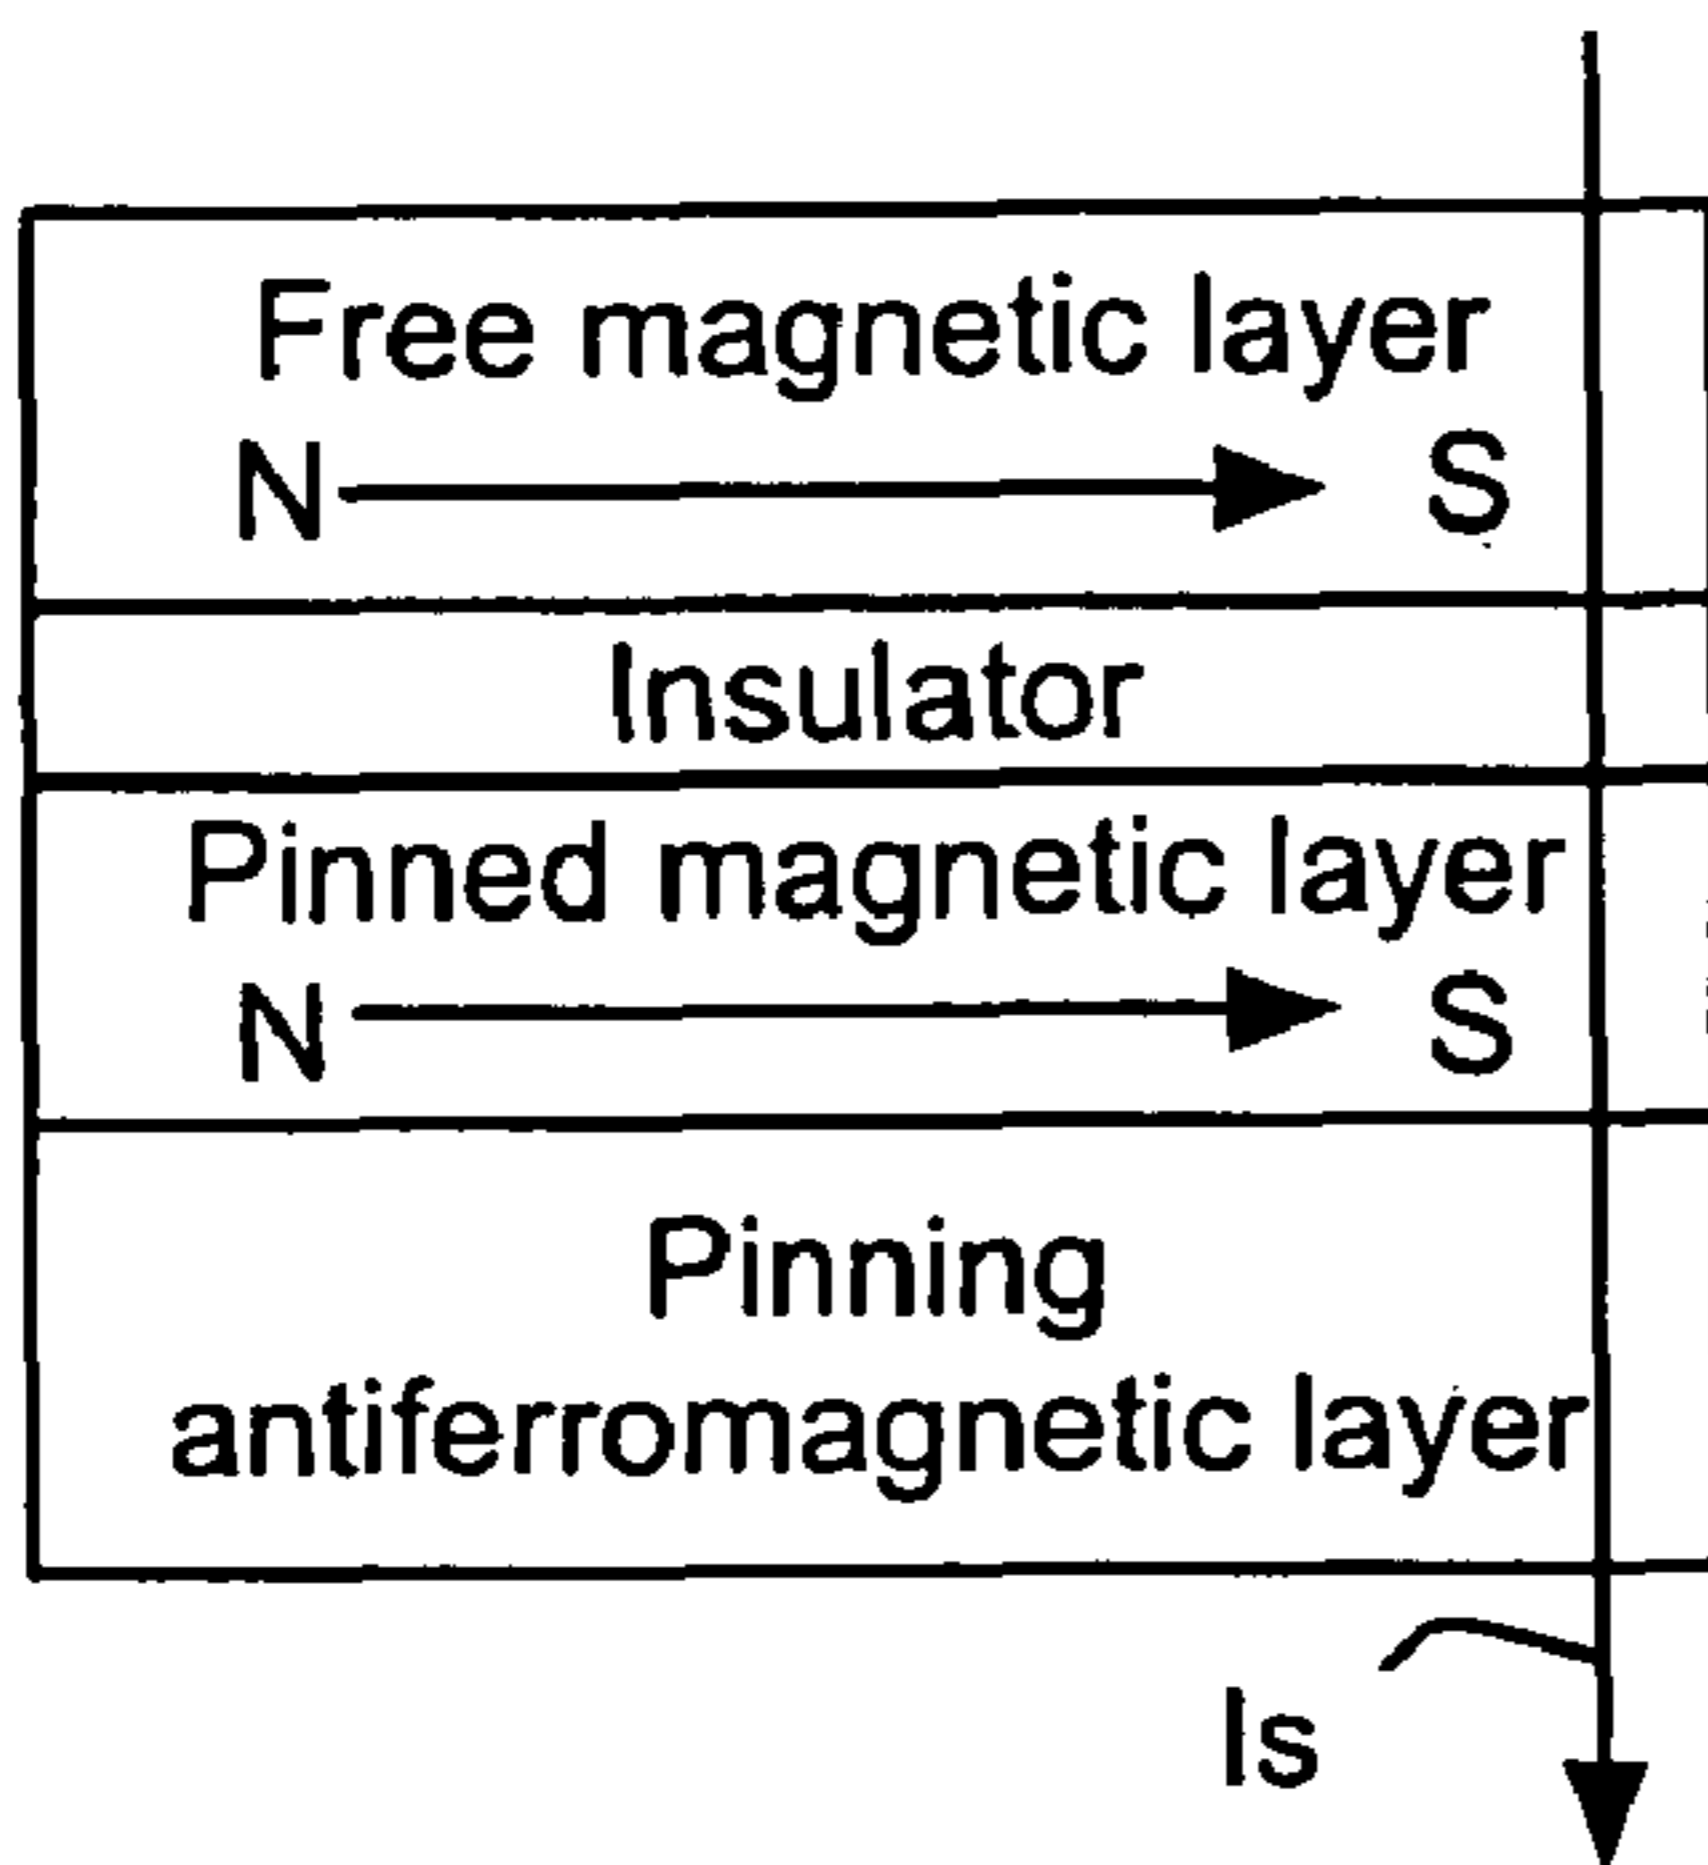 Free magnetic layer
N S
Insulator
Pinned magnetic layer
N S
Pinning
antiferromagnetic layer
Is